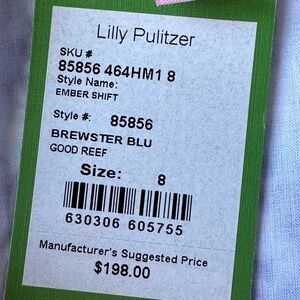 Lilly Pulitzer
SKU #
85856 464HM1 8
Style Name:
EMBER SHIFT
Style #: 85856
BREWSTER BLU
GOOD REEF
Size: 8
630306 605755
Manufacturer's Suggested Price
$198.00